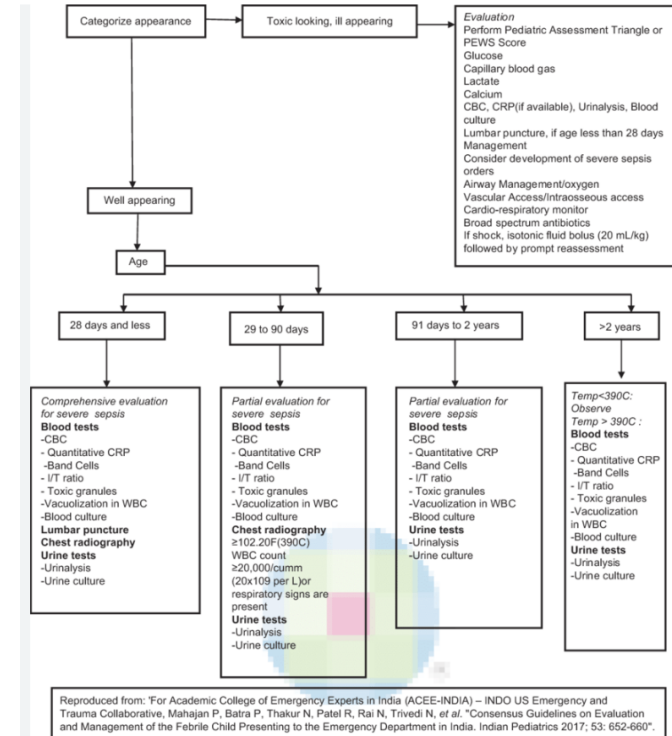 Categorize appearance
Toxic looking, ill appearing
Evaluation
Perform Pediatric Assessment Triangle or
PEWS Score
Glucose
Capillary blood gas
Lactate
Calcium
CBC, CRP(if available), Urinalysis, Blood
culture
Lumbar puncture, if age less than 28 days
Management
Consider development of severe sepsis
orders
Airway Management/oxygen
Vascular Access/Intraosseous access
Cardio-respiratory monitor
Broad spectrum antibiotics
If shock, isotonic fluid bolus (20 mL/kg)
followed by prompt reassessment
Well appearing
Age
28 days and less
29 to 90 days
91 days to 2 years
>2 years
Comprehensive evaluation
for severe sepsis
Blood tests
-CBC
- Quantitative CRP
-Band Cells
- I/T ratio
- Toxic granules
-Vacuolization in WBC
-Blood culture
Lumbar puncture
Chest radiography
Urine tests
-Urinalysis
-Urine culture
Partial evaluation for
severe sepsis
Blood tests
-CBC
- Quantitative CRP
-Band Cells
- I/T ratio
- Toxic granules
-Vacuolization in WBC
-Blood culture
Chest radiography
≥102.20F(390C)
WBC count
≥20,000/cumm
(20x109 per L)or
respiratory signs are
present
Urine tests
-Urinalysis
-Urine culture
Partial evaluation for
severe sepsis
Blood tests
-CBC
- Quantitative CRP
-Band Cells
- I/T ratio
- Toxic granules
-Vacuolization in WBC
-Blood culture
Urine tests
-Urinalysis
-Urine culture
Temp<390C:
Observe
Temp > 390C :
Blood tests
-CBC
- Quantitative CRP
-Band Cells
- I/T ratio
- Toxic granules
-Vacuolization
in WBC
-Blood culture
Urine tests
-Urinalysis
-Urine culture
Reproduced from: 'For Academic College of Emergency Experts in India (ACEE-INDIA) – INDO US Emergency and
Trauma Collaborative, Mahajan P, Batra P, Thakur N, Patel R, Rai N, Trivedi N, et al. "Consensus Guidelines on Evaluation
and Management of the Febrile Child Presenting to the Emergency Department in India. Indian Pediatrics 2017; 53: 652-660".